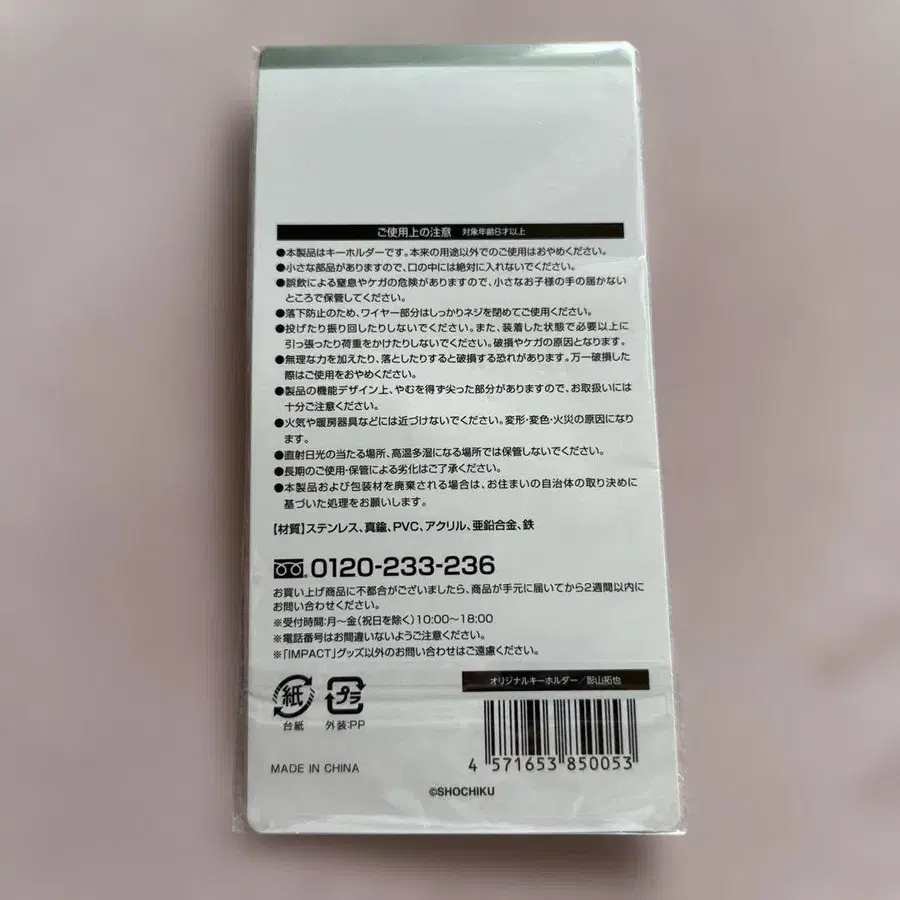 ご使用上の注意 対象年齢8才以上
●本製品はキーホルダーです。本来の用途以外でのご使用はおやめください。
●小さな部品がありますので、口の中には絶対に入れないでください。
●誤飲による窒息やケガの危険がありますので、小さなお子様の手の届かない
ところで保管してください。
●落下防止のため、ワイヤー部分はしっかりネジを閉めてご使用ください。
●投げたり振り回したりしないでください。また、装着した状態で必要以上に
引っ張ったり荷重をかけたりしないでください。破損やケガの原因となります。
●無理な力を加えたり、落としたりすると破損する恐れがあります。万一破損した
際はご使用をおやめください。
●製品の機能デザイン上、やむを得ず尖った部分がありますので、お取扱いには
十分ご注意ください。
●火気や暖房器具などには近づけないでください。変形・変色・火災の原因になり
ます。
●直射日光の当たる場所、高温多湿になる場所では保管しないでください。
●長期のご使用・保管による劣化はご了承ください。
●本製品および包装材を廃棄される場合は、お住まいの自治体の取り決めに
基づいた処理をお願いします。
【材質】ステンレス、真鍮、PVC、アクリル、亜鉛合金、鉄
0120-233-236
お買い上げ商品に不都合がございましたら、商品が手元に届いてから2週間以内に
お問い合わせください。
※受付時間:月〜金(祝日を除く)10:00〜18:00
※電話番号はお間違いないようご注意ください。
※「IMPACT」グッズ以外のお問い合わせはご遠慮ください。
オリジナルキーホルダー/影山拓也
紙 プラ
台紙 外装:PP
4 571653 850053
MADE IN CHINA
©SHOCHIKU